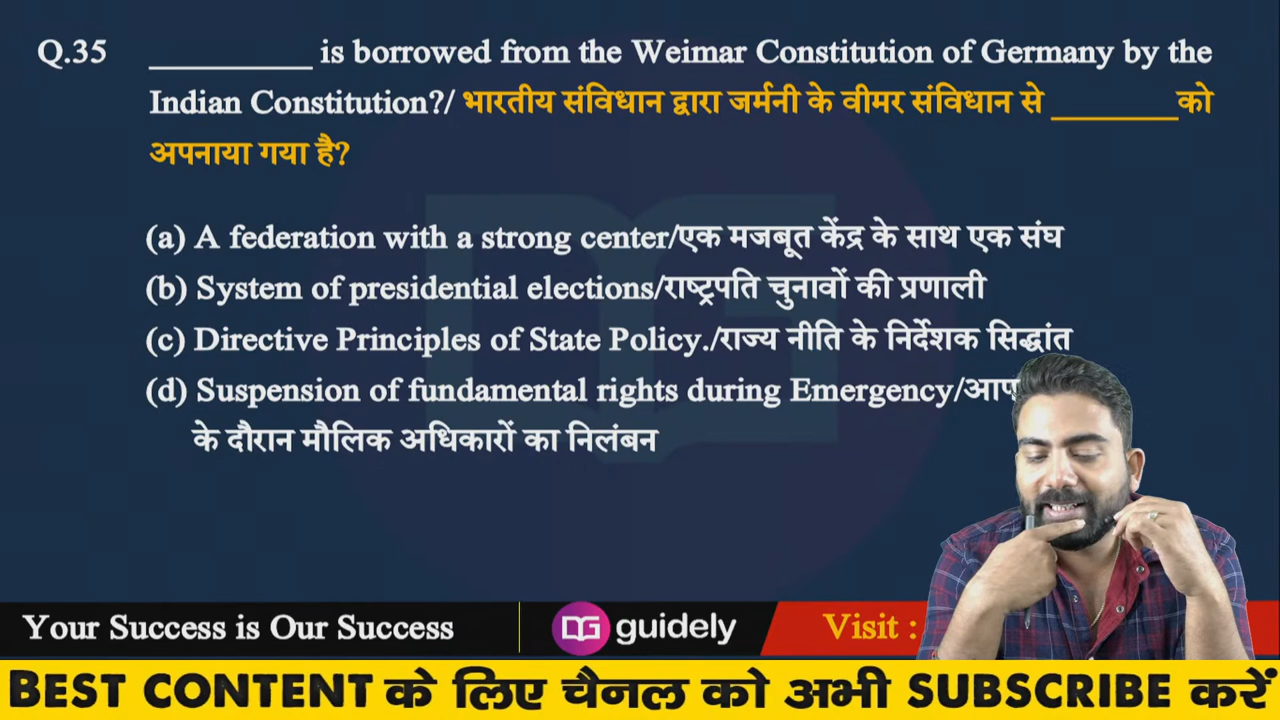 Q.35 __________ is borrowed from the Weimar Constitution of Germany by the
Indian Constitution?/ भारतीय संविधान द्वारा जर्मनी के वीमर संविधान से ________को
अपनाया गया है?
(a) A federation with a strong center/एक मजबूत केंद्र के साथ एक संघ
(b) System of presidential elections/राष्ट्रपति चुनावों की प्रणाली
(c) Directive Principles of State Policy./राज्य नीति के निर्देशक सिद्धांत
(d) Suspension of fundamental rights during Emergency/
के दौरान मौलिक अधिकारों का निलंबन
Your Success is Our Success DG guidely Visit :
BEST CONTENT के लिए चैनल को अभी SUBSCRIBE करें